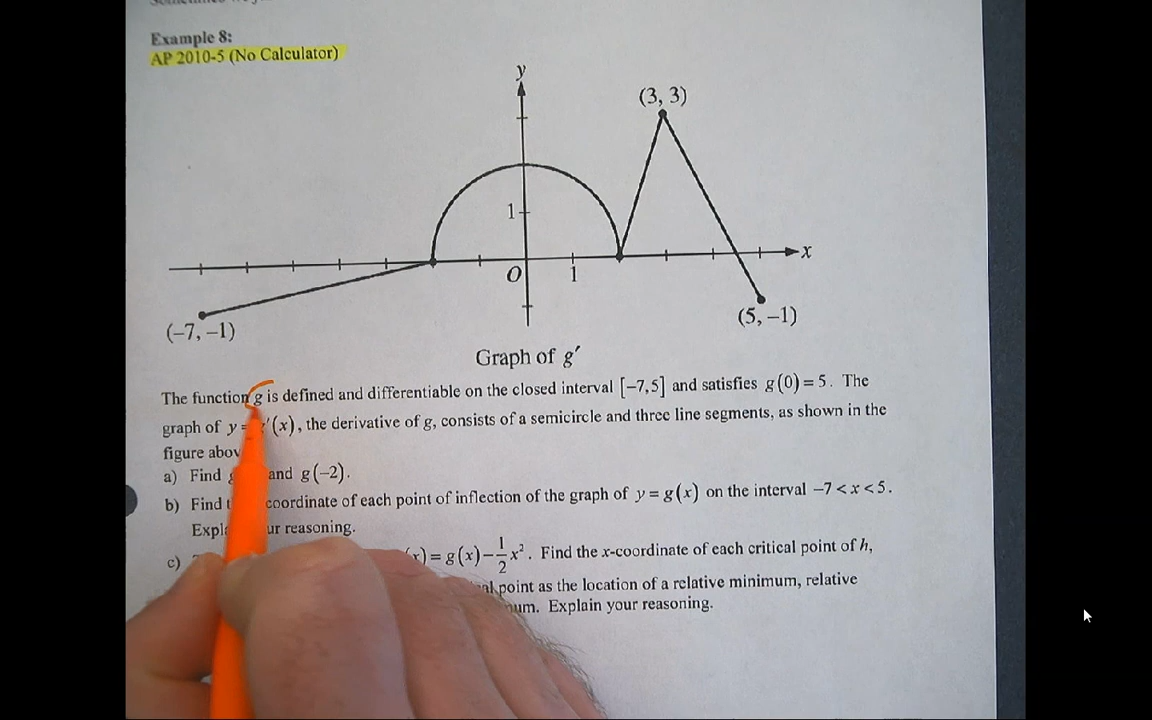 Example 8:
AP 2010-5 (No Calculator)
y
(3, 3)
1
x
O
1
(−7, −1)
(5, −1)
Graph of g′
The function g is defined and differentiable on the closed interval [−7,5] and satisfies g(0) = 5. The
graph of y = ′(x), the derivative of g, consists of a semicircle and three line segments, as shown in the
figure
a) Find and g(−2).
b) Find coordinate of each point of inflection of the graph of y = g(x) on the interval −7 < x < 5.
reasoning.
c) (x) = g(x) − 1/2 x². Find the x-coordinate of each critical point of h,
point as the location of a relative minimum, relative
Explain your reasoning.